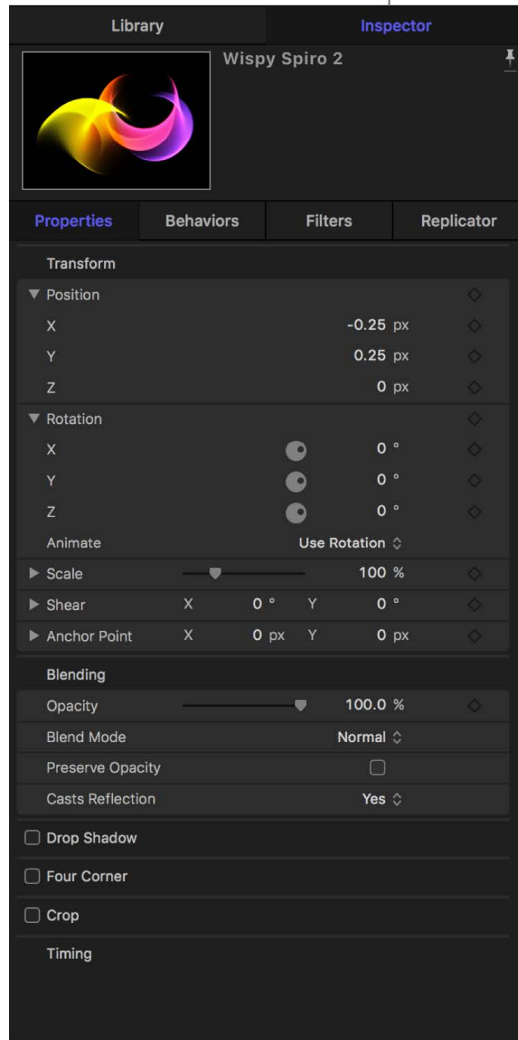 Library Inspector
Wispy Spiro 2
Properties Behaviors Filters Replicator
Transform
Position
X -0.25 px
Y 0.25 px
Z 0 px
Rotation
X 0 °
Y 0 °
Z 0 °
Animate Use Rotation
Scale 100 %
Shear X 0 ° Y 0 °
Anchor Point X 0 px Y 0 px
Blending
Opacity 100.0 %
Blend Mode Normal
Preserve Opacity
Casts Reflection Yes
Drop Shadow
Four Corner
Crop
Timing